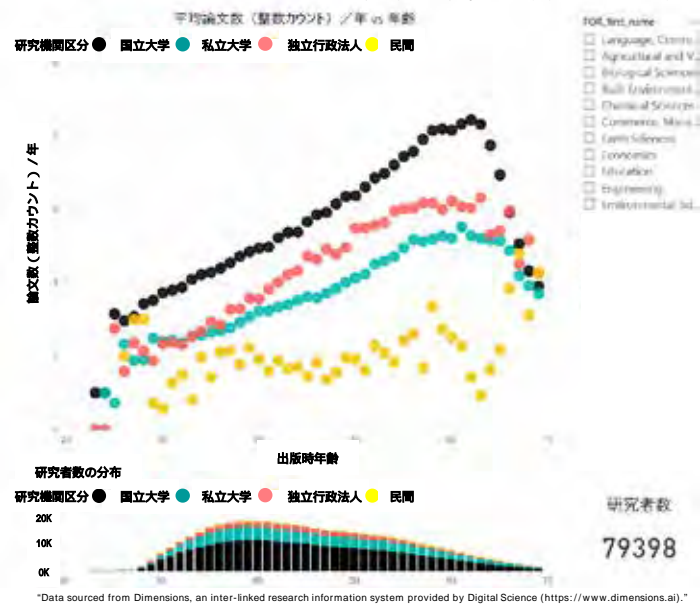 平均論文数（整数カウント）／年 vs 年齢
研究機関区分 国立大学 私立大学 独立行政法人 民間
論文数（整数カウント）/年
出版時年齢
FOR_first_name
Language, Comm...
Agricultural and V...
Biological Sciences
Built Environment...
Chemical Sciences
Commerce, Mana...
Earth Sciences
Economics
Education
Engineering
Environmental Sci...
研究者数の分布
研究機関区分 国立大学 私立大学 独立行政法人 民間
20K
10K
0K
研究者数
79398
"Data sourced from Dimensions, an inter-linked research information system provided by Digital Science (https://www.dimensions.ai)."